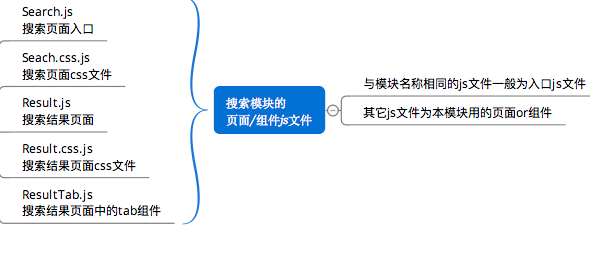 Search.js
搜索页面入口
Seach.css.js
搜索页面css文件
Result.js
搜索结果页面
Result.css.js
搜索结果页面css文件
ResultTab.js
搜索结果页面中的tab组件
搜索模块的
页面/组件js文件
与模块名称相同的js文件一般为入口js文件
其它js文件为本模块用的页面or组件